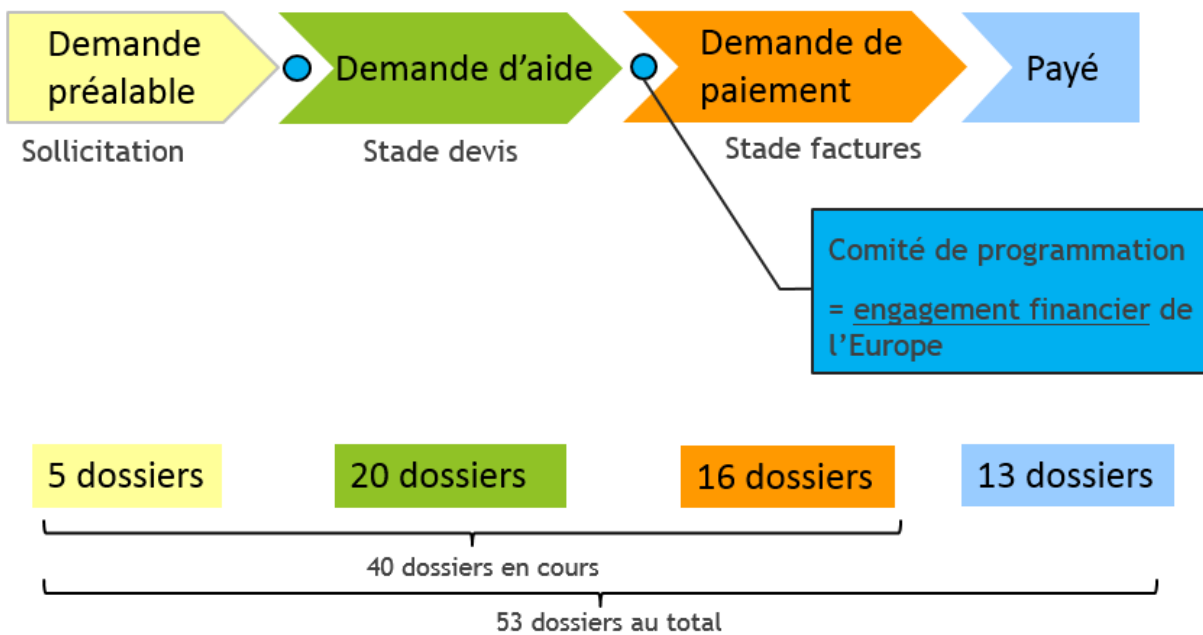 Demande
préalable
Demande d'aide
Demande de
paiement
Payé
Sollicitation
Stade devis
Stade factures
Comité de programmation
= engagement financier de
l'Europe
5 dossiers
20 dossiers
16 dossiers
13 dossiers
40 dossiers en cours
53 dossiers au total